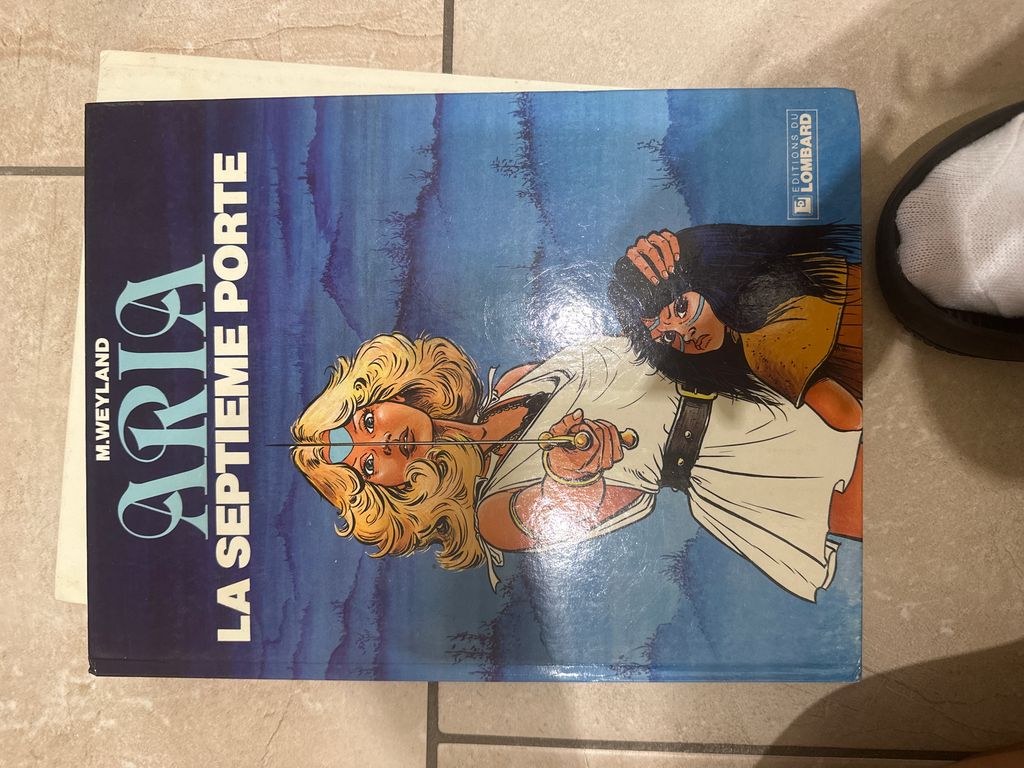 M.WEYLAND
ARIA
LA SEPTIEME PORTE
EDITIONS DU
LOMBARD